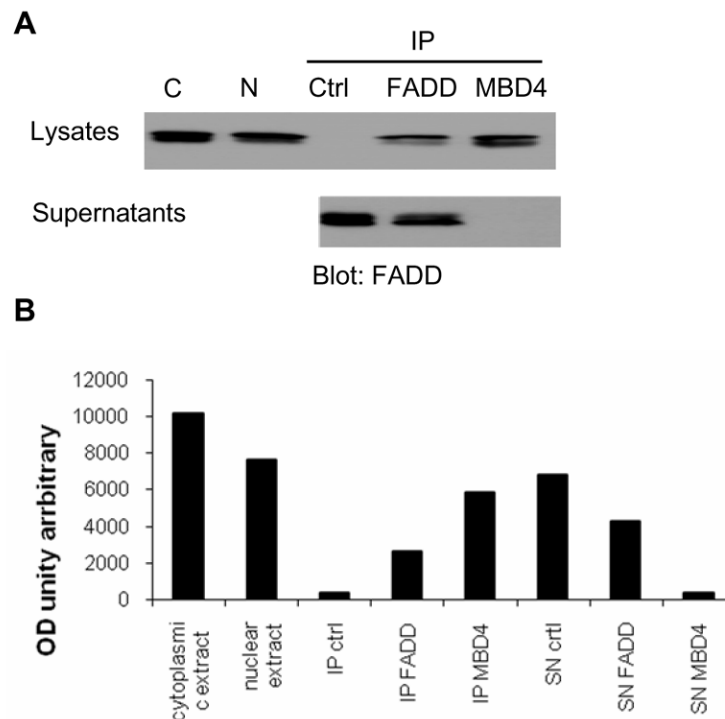 A
IP
C N Ctrl FADD MBD4
Lysates
Supernatants
Blot: FADD
B
12000
10000
8000
6000
4000
2000
0
OD unity arrbitrary
cytoplasmi
c extract
nuclear
extract
IP ctrl
IP FADD
IP MBD4
SN crtl
SN FADD
SN MBD4